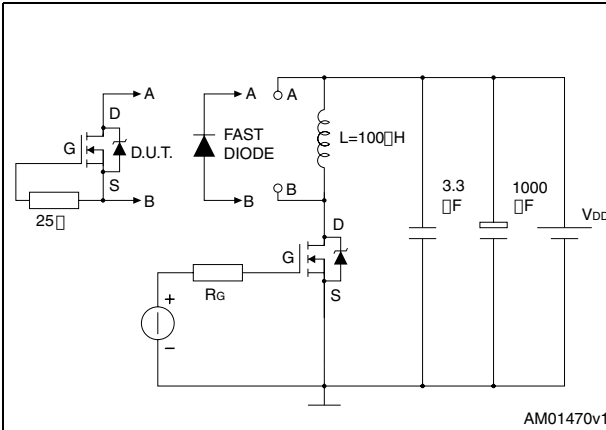 A
A
A
D
G
D.U.T.
S
B
25▯
FAST
DIODE
B
L=100▯H
B
D
G
S
RG
+
–
3.3
▯F
1000
▯F
VDD
AM01470v1